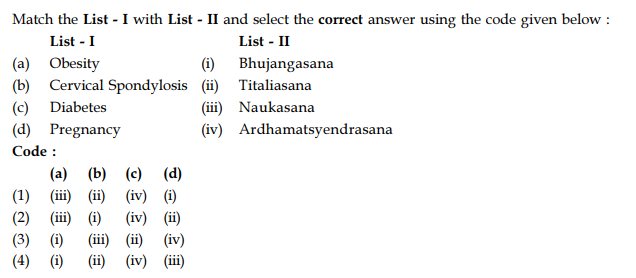 Match the List - I with List - II and select the correct answer using the code given below :
List - I List - II
(a) Obesity (i) Bhujangasana
(b) Cervical Spondylosis (ii) Titaliasana
(c) Diabetes (iii) Naukasana
(d) Pregnancy (iv) Ardhamatsyendrasana
Code :
(a) (b) (c) (d)
(1) (iii) (ii) (iv) (i)
(2) (iii) (i) (iv) (ii)
(3) (i) (iii) (ii) (iv)
(4) (i) (ii) (iv) (iii)